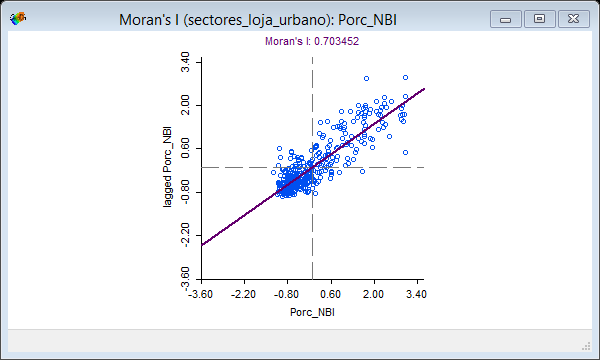 Moran's I (sectores_loja_urbano): Porc_NBI
Moran's I: 0.703452
3.40
2.00
0.60
-0.80
-2.20
-3.60
lagged Porc_NBI
-3.60 -2.20 -0.80 0.60 2.00 3.40
Porc_NBI